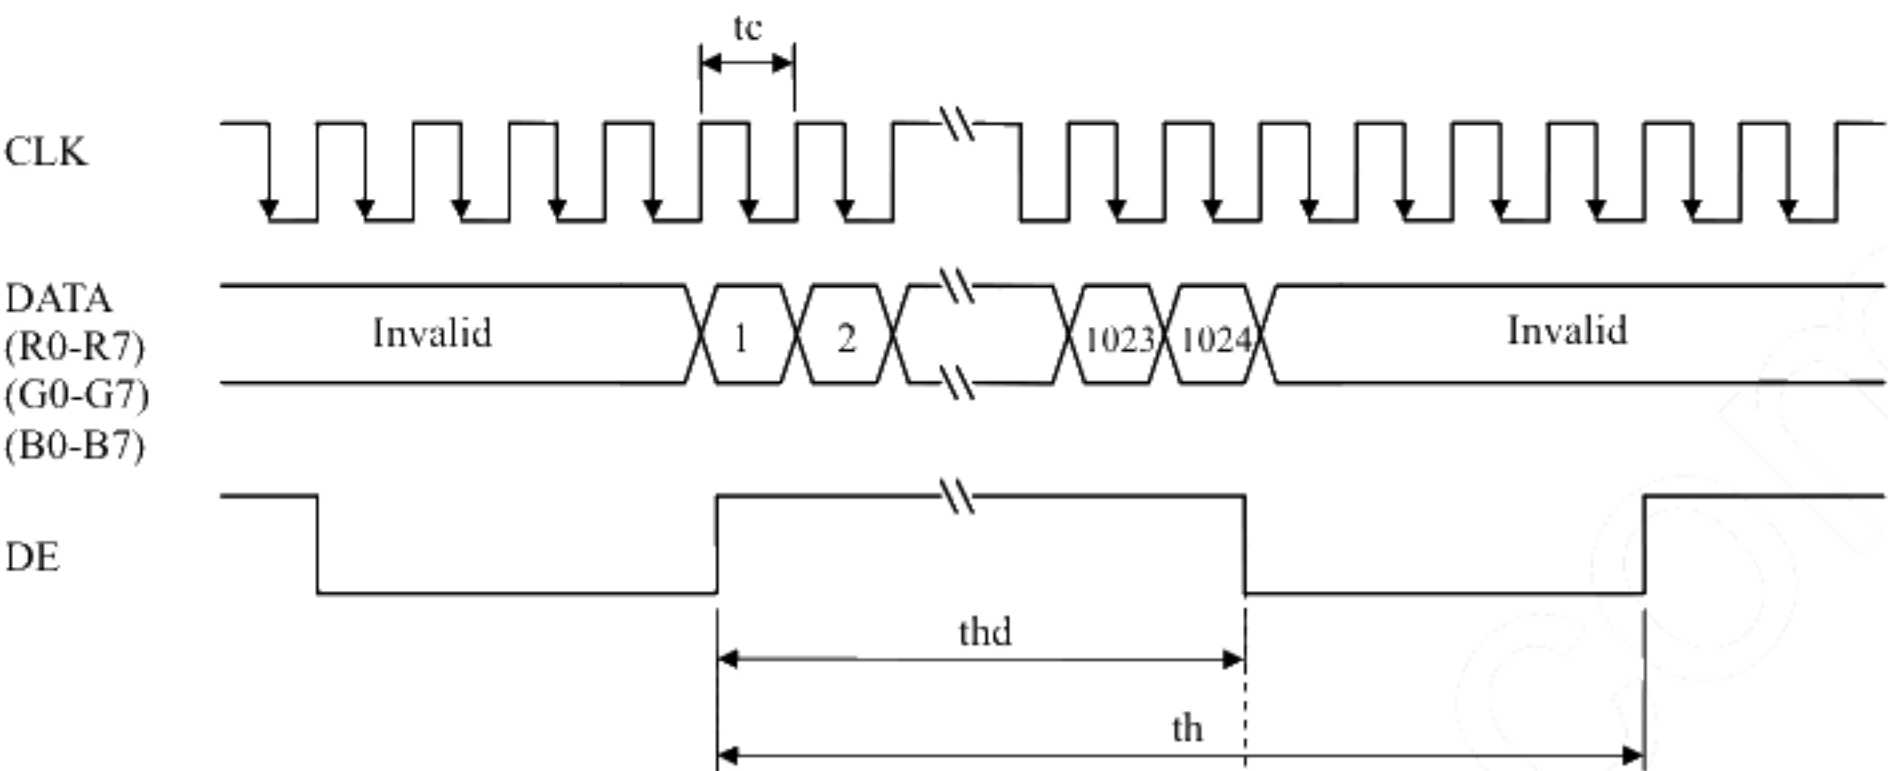 tc
CLK
DATA
(R0-R7)
(G0-G7)
(B0-B7)
Invalid
1
2
1023
1024
Invalid
DE
thd
th